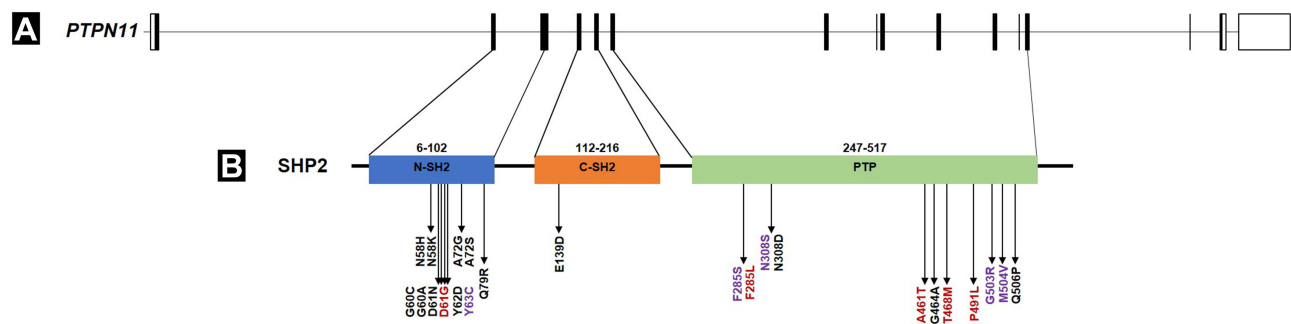 A
PTPN11
B
SHP2
6-102
N-SH2
112-216
C-SH2
247-517
PTP
N58H
N58K
G60C
G60A
D61N
D61G
Y62D
Y63C
A72G
A72S
Q79R
E139D
F285S
F285L
N308S
N308D
A461T
G464A
T468M
P491L
G503R
M504V
Q506P